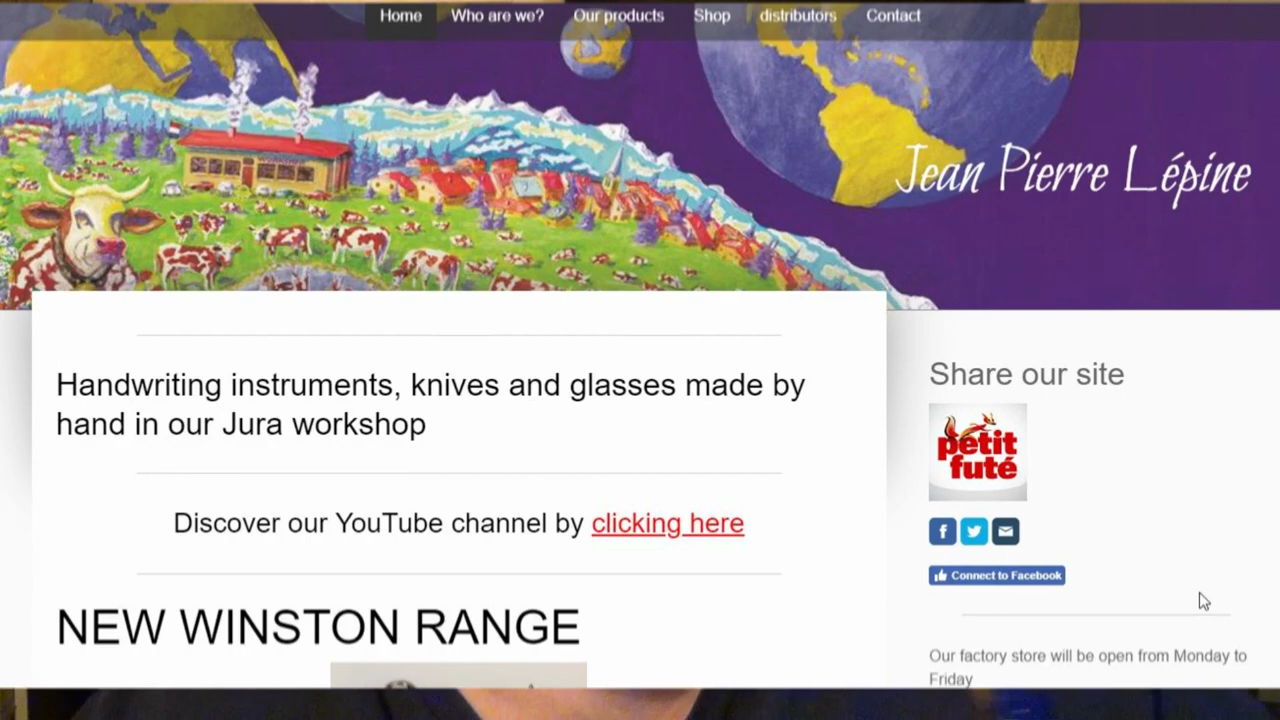 Home Who are we? Our products Shop distributors Contact
Jean Pierre Lépine
Handwriting instruments, knives and glasses made by
hand in our Jura workshop
Discover our YouTube channel by clicking here
NEW WINSTON RANGE
Share our site
petit
futé
Connect to Facebook
Our factory store will be open from Monday to
Friday